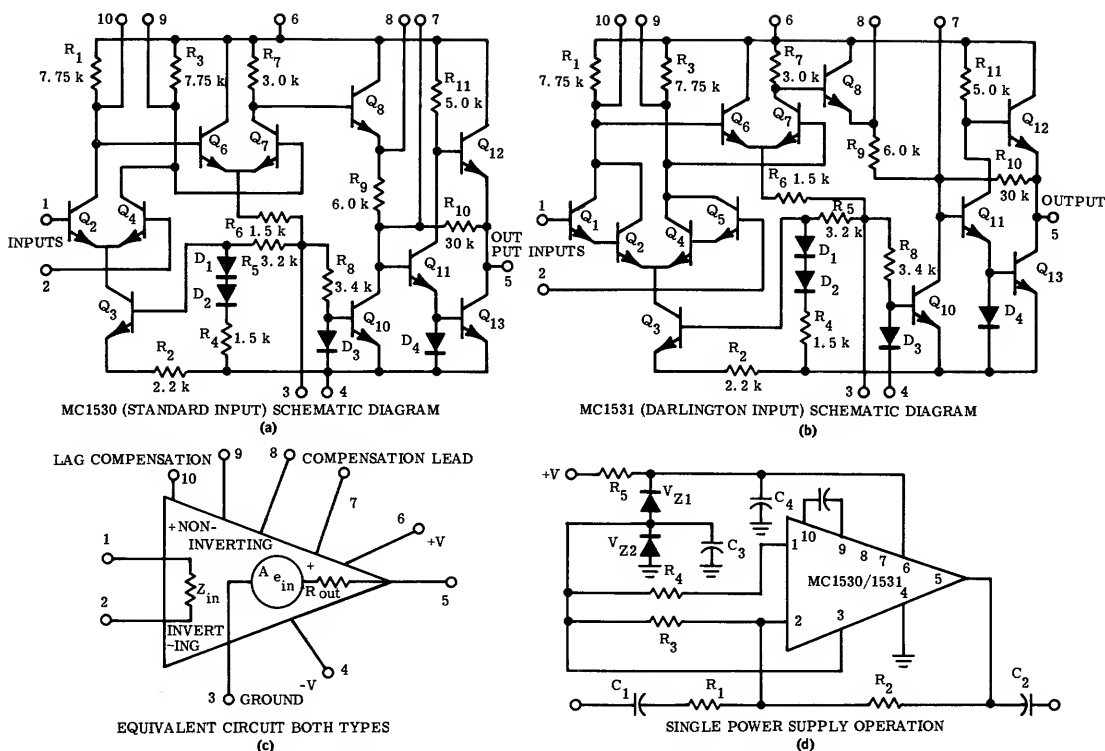 10 9 6 8 7
R1 7.75 k
R3 7.75 k
R7 3.0 k
R11 5.0 k
Q8
Q6 Q7
Q12
R9 6.0 k
R10 30 k
1
INPUTS
2
Q2 Q4
R6 1.5 k
R5 3.2 k
OUT PUT
5
D1
D2
R8 3.4 k
Q11
Q3
R4 1.5 k
Q10
Q13
D3
D4
R2 2.2 k
3 4
MC1530 (STANDARD INPUT) SCHEMATIC DIAGRAM
(a)
10 9 6 8 7
R1 7.75 k
R3 7.75 k
R7 3.0 k
R11 5.0 k
Q8
Q6 Q7
Q12
R9 6.0 k
R10 30 k
R6 1.5 k
1
INPUTS
2
Q1 Q2 Q4 Q5
R5 3.2 k
OUTPUT
5
D1
D2
R8 3.4 k
Q11
Q3
R4 1.5 k
Q10
Q13
D3
D4
R2 2.2 k
3 4
MC1531 (DARLINGTON INPUT) SCHEMATIC DIAGRAM
(b)
LAG COMPENSATION
10 9 8
COMPENSATION LEAD
7
+ NON-
INVERTING
6
+V
1
Zin
A ein
+
Rout
5
2
INVERT
-ING
4
-V
3 GROUND
EQUIVALENT CIRCUIT BOTH TYPES
(c)
+V
R5
VZ1
C4
VZ2
C3
10 9 8 7 6
1
MC1530/1531
5
R4
4
2 3
R3
C1 R1 R2 C2
SINGLE POWER SUPPLY OPERATION
(d)